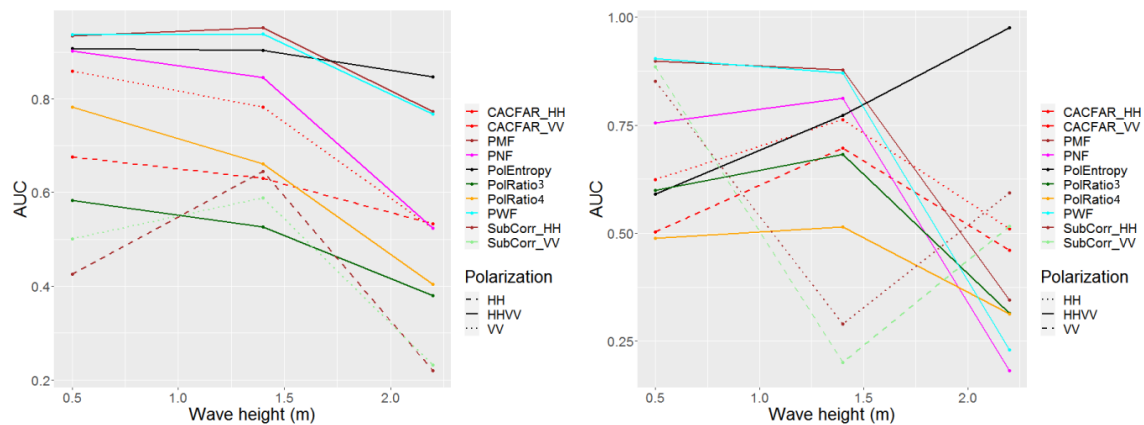 AUC
0.8
0.6
0.4
0.2
0.5
1.0
1.5
2.0
Wave height (m)
CACFAR_HH
CACFAR_VV
PMF
PNF
PolEntropy
PolRatio3
PolRatio4
PWF
SubCorr_HH
SubCorr_VV
Polarization
HH
HHVV
VV
AUC
1.00
0.75
0.50
0.25
0.5
1.0
1.5
2.0
Wave height (m)
CACFAR_HH
CACFAR_VV
PMF
PNF
PolEntropy
PolRatio3
PolRatio4
PWF
SubCorr_HH
SubCorr_VV
Polarization
HH
HHVV
VV